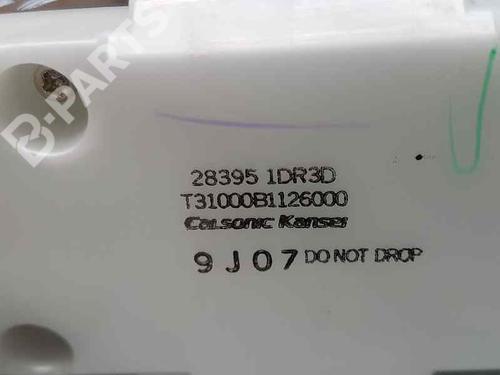 B-PARTS
28395 1DR3D
T31000B1126000
Calsonic Kansei
9J07 DO NOT DROP